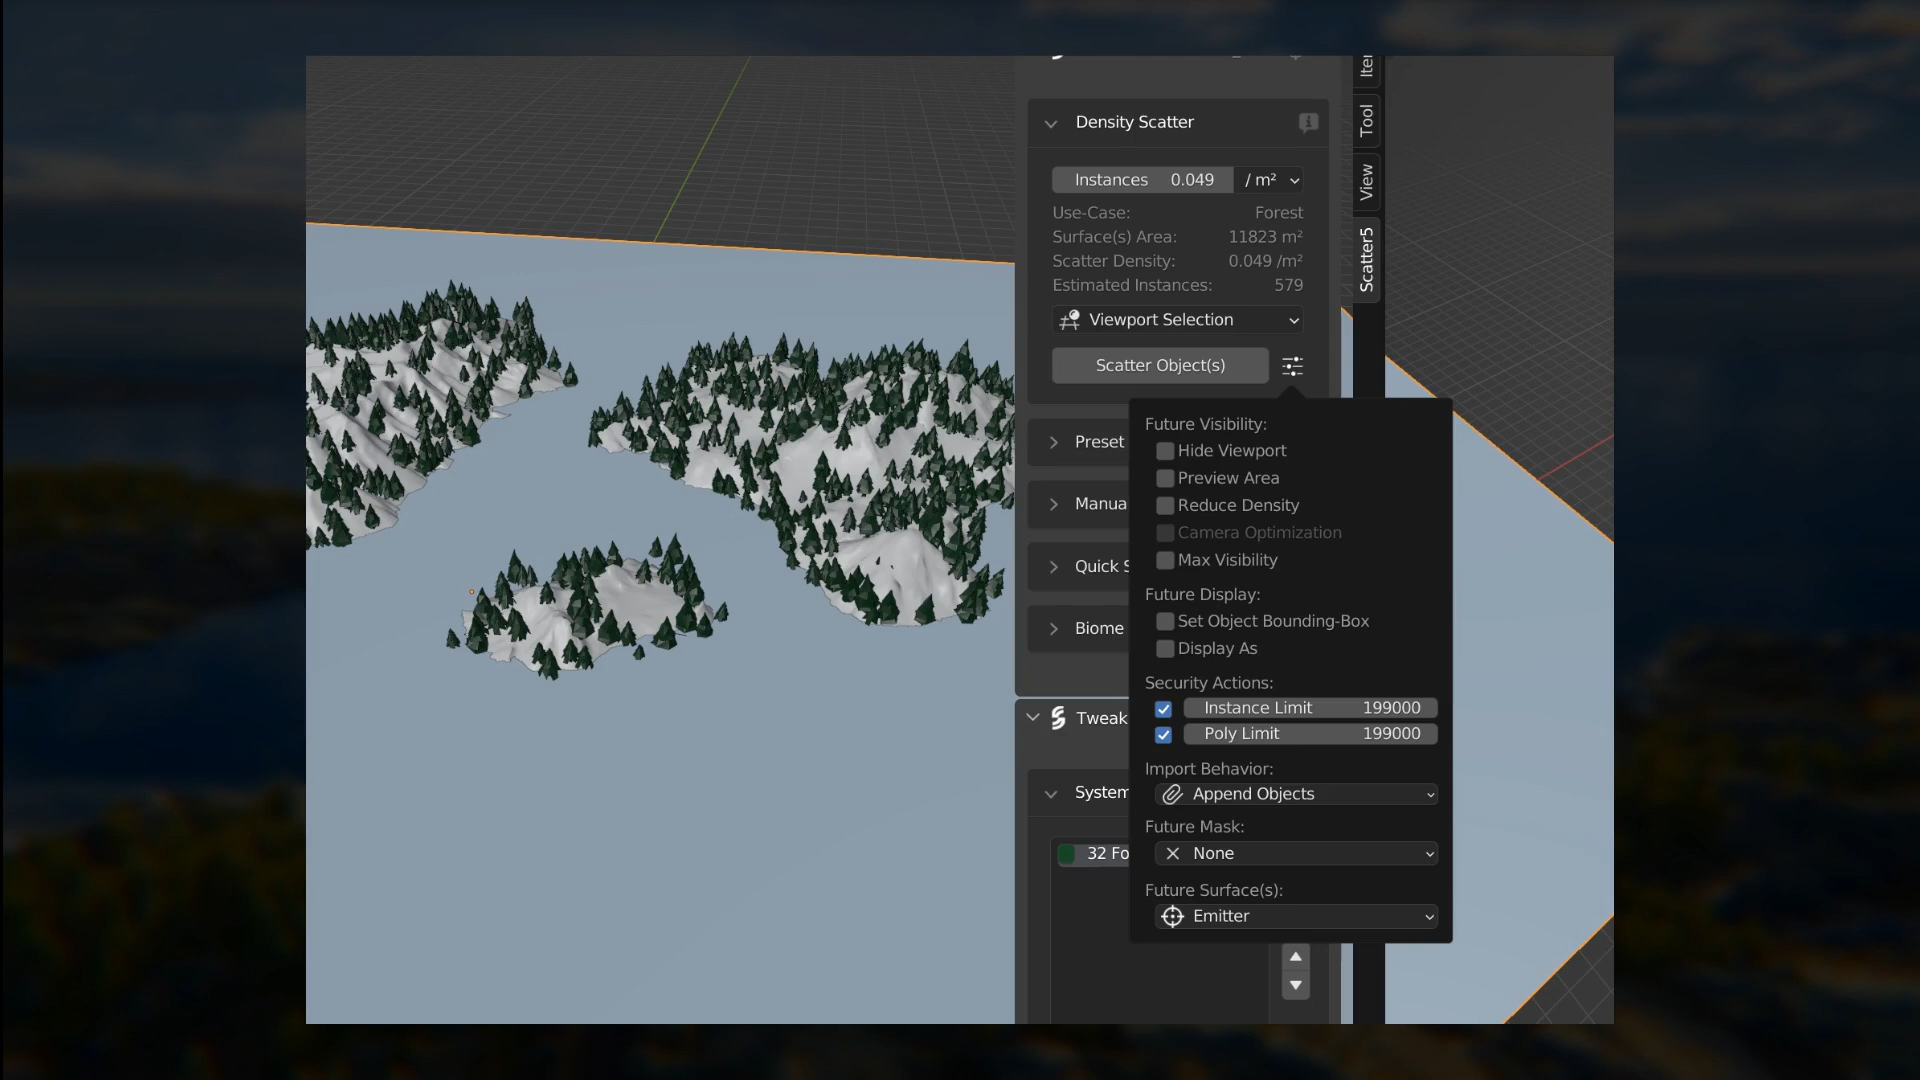 Tool
View
Scatter5
Density Scatter
Instances 0.049 / m²
Use-Case: Forest
Surface(s) Area: 11823 m²
Scatter Density: 0.049 /m²
Estimated Instances: 579
Viewport Selection
Scatter Object(s)
Preset
Manua
Quick S
Biome
Tweak
System
32 Fo
Future Visibility:
Hide Viewport
Preview Area
Reduce Density
Camera Optimization
Max Visibility
Future Display:
Set Object Bounding-Box
Display As
Security Actions:
Instance Limit 199000
Poly Limit 199000
Import Behavior:
Append Objects
Future Mask:
None
Future Surface(s):
Emitter